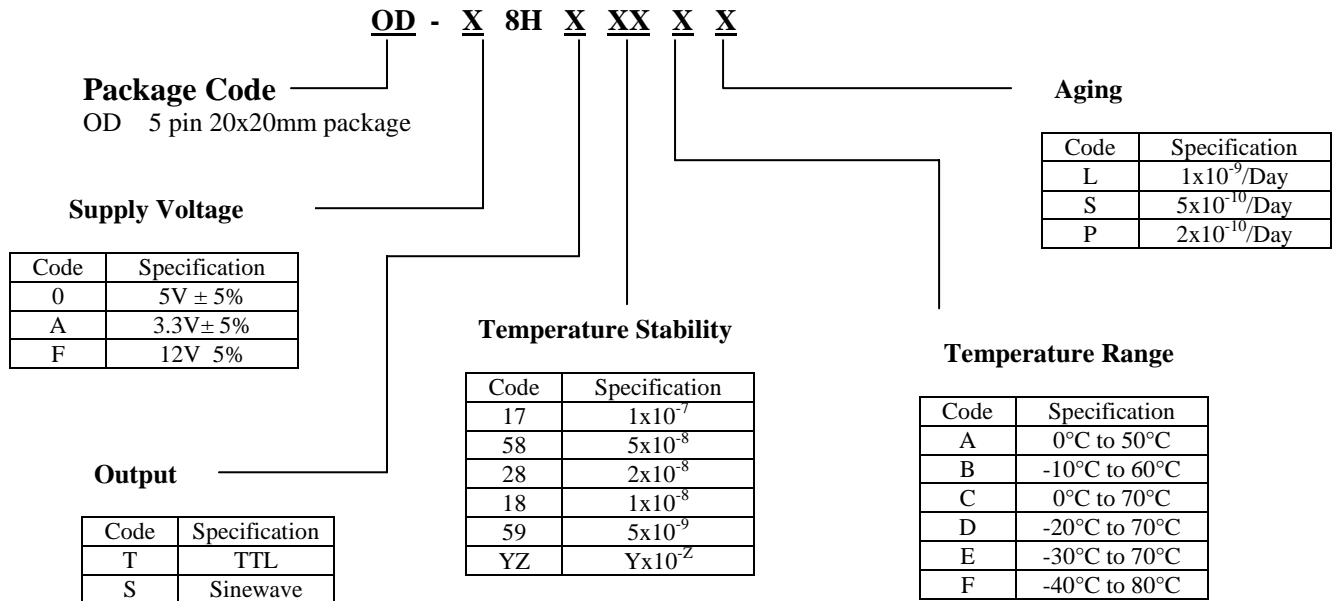 OD - X 8H X XX X X
Package Code
OD 5 pin 20x20mm package
Aging
Code Specification
L 1x10⁻⁹/Day
S 5x10⁻¹⁰/Day
P 2x10⁻¹⁰/Day
Supply Voltage
Code Specification
0 5V ± 5%
A 3.3V± 5%
F 12V 5%
Temperature Stability
Code Specification
17 1x10⁻⁷
58 5x10⁻⁸
28 2x10⁻⁸
18 1x10⁻⁸
59 5x10⁻⁹
YZ Yx10⁻ᶻ
Temperature Range
Code Specification
A 0°C to 50°C
B -10°C to 60°C
C 0°C to 70°C
D -20°C to 70°C
E -30°C to 70°C
F -40°C to 80°C
Output
Code Specification
T TTL
S Sinewave